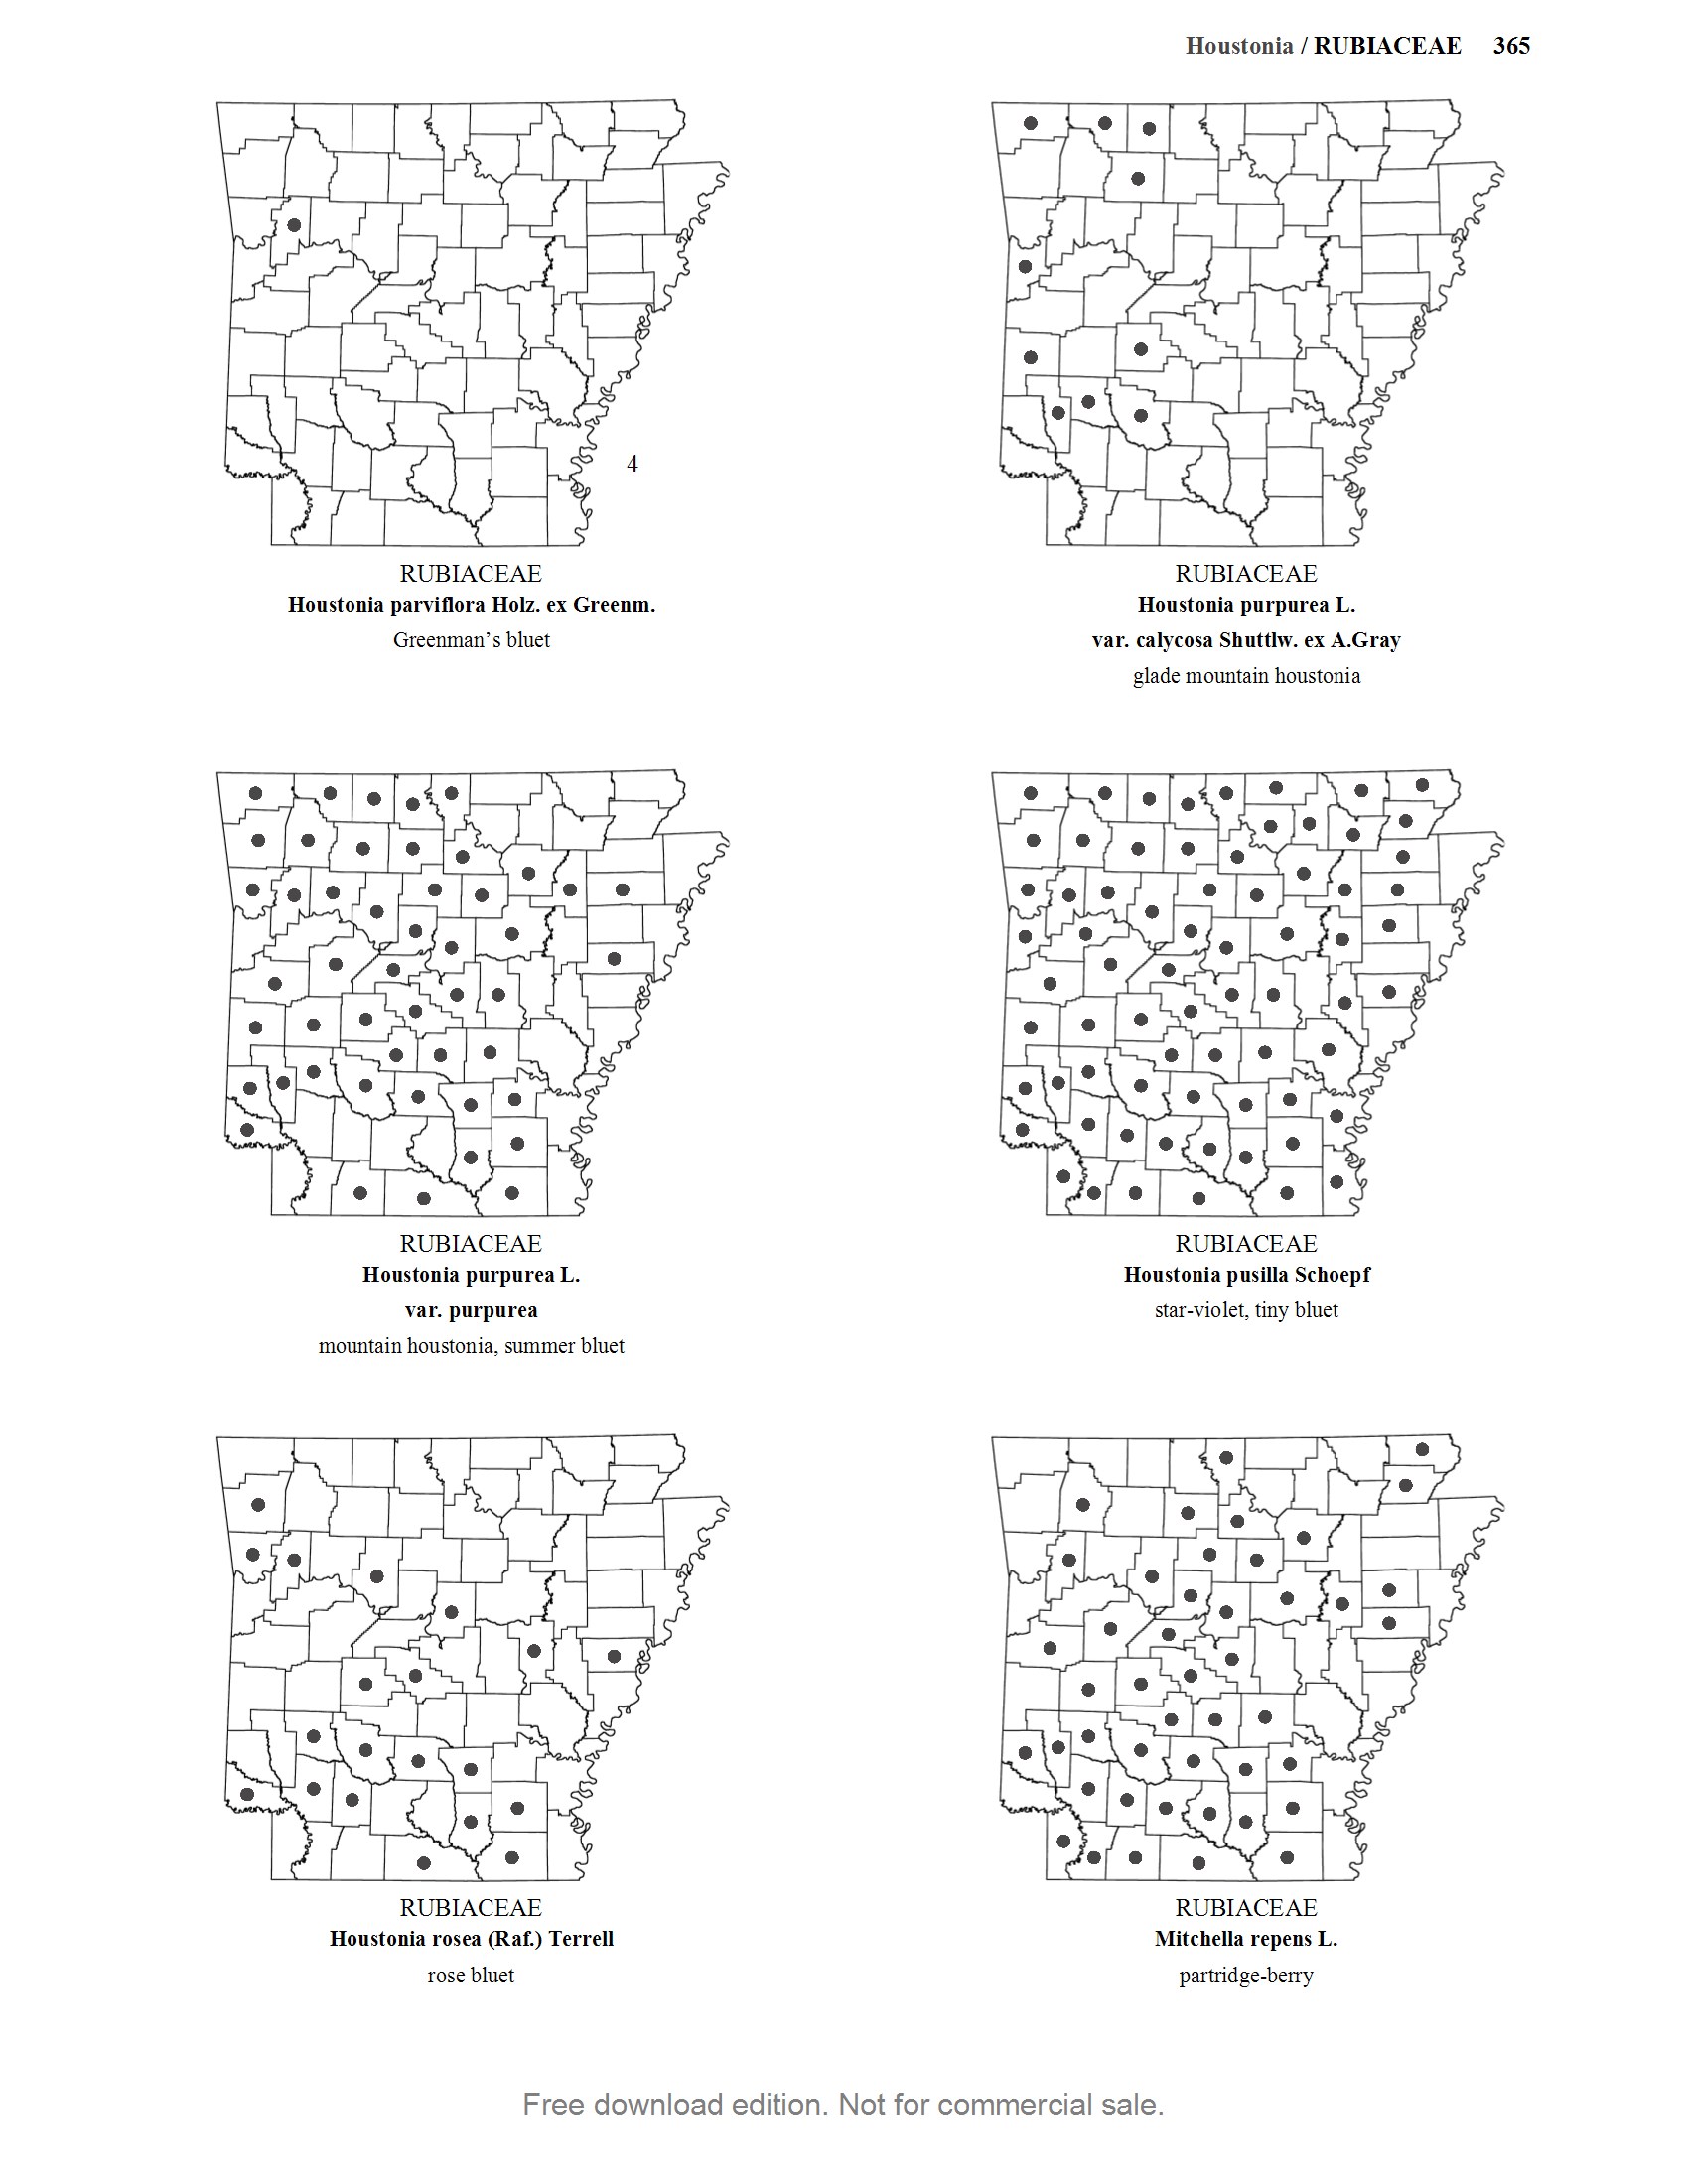 Houstonia / RUBIACEAE 365
4
RUBIACEAE
Houstonia parviflora Holz. ex Greenm.
Greenman’s bluet
RUBIACEAE
Houstonia purpurea L.
var. calycosa Shuttlw. ex A.Gray
glade mountain houstonia
RUBIACEAE
Houstonia purpurea L.
var. purpurea
mountain houstonia, summer bluet
RUBIACEAE
Houstonia pusilla Schoepf
star-violet, tiny bluet
RUBIACEAE
Houstonia rosea (Raf.) Terrell
rose bluet
RUBIACEAE
Mitchella repens L.
partridge-berry
Free download edition. Not for commercial sale.